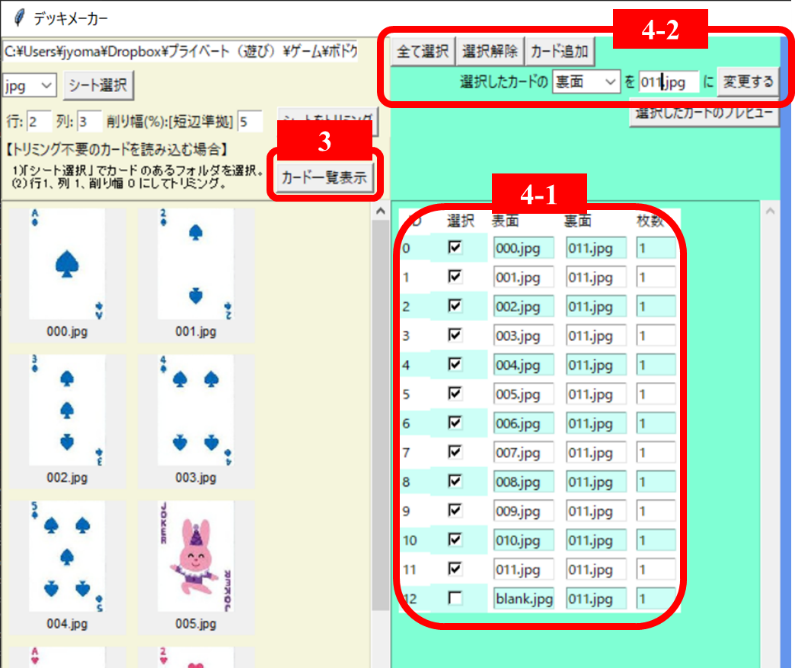 デッキメーカー
4-2
C:¥Users¥jyoma¥Dropbox¥プライベート（遊び）¥ゲーム¥ボドゲ
全て選択 選択解除 カード追加
jpg シート選択
選択したカードの 裏面 を 011.jpg に 変更する
選択したカードのプレビュー
行: 2 列: 3 削り幅(%):[短辺準拠] 5 シートをトリミング
3
【トリミング不要のカードを読み込む場合】
1)「シート選択」でカードのあるフォルダを選択。
(2)行1、列1、削り幅0にしてトリミング。
カード一覧表示
4-1
選択 表面 裏面 枚数
0 000.jpg 011.jpg 1
1 001.jpg 011.jpg 1
2 002.jpg 011.jpg 1
3 003.jpg 011.jpg 1
4 004.jpg 011.jpg 1
5 005.jpg 011.jpg 1
6 006.jpg 011.jpg 1
7 007.jpg 011.jpg 1
8 008.jpg 011.jpg 1
9 009.jpg 011.jpg 1
10 010.jpg 011.jpg 1
11 011.jpg 011.jpg 1
12 blank.jpg 011.jpg 1
A A
000.jpg
2 2
001.jpg
3 3
002.jpg
4 4
003.jpg
5 5
004.jpg
JOKER JOKER
005.jpg
A
2